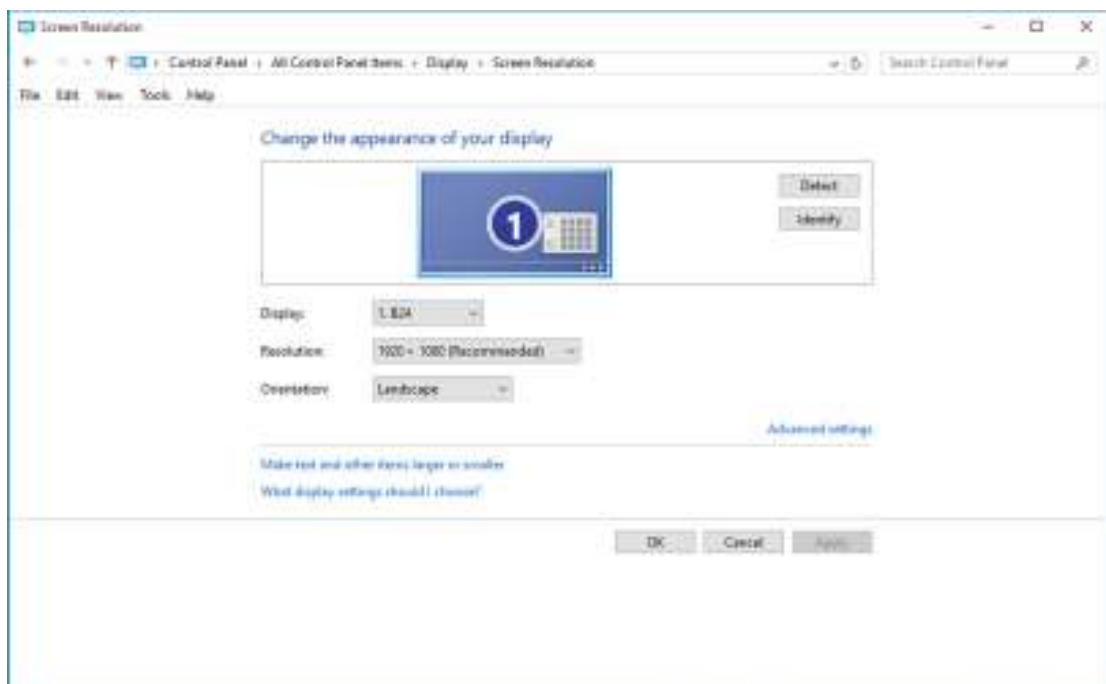 Screen Resolution
Control Panel › All Control Panel Items › Display › Screen Resolution
Search Control Panel
File Edit View Tools Help
Change the appearance of your display
1
Detect
Identify
Display: 1. B24
Resolution: 1920 × 1080 (Recommended)
Orientation: Landscape
Advanced settings
Make text and other items larger or smaller
What display settings should I choose?
OK Cancel Apply